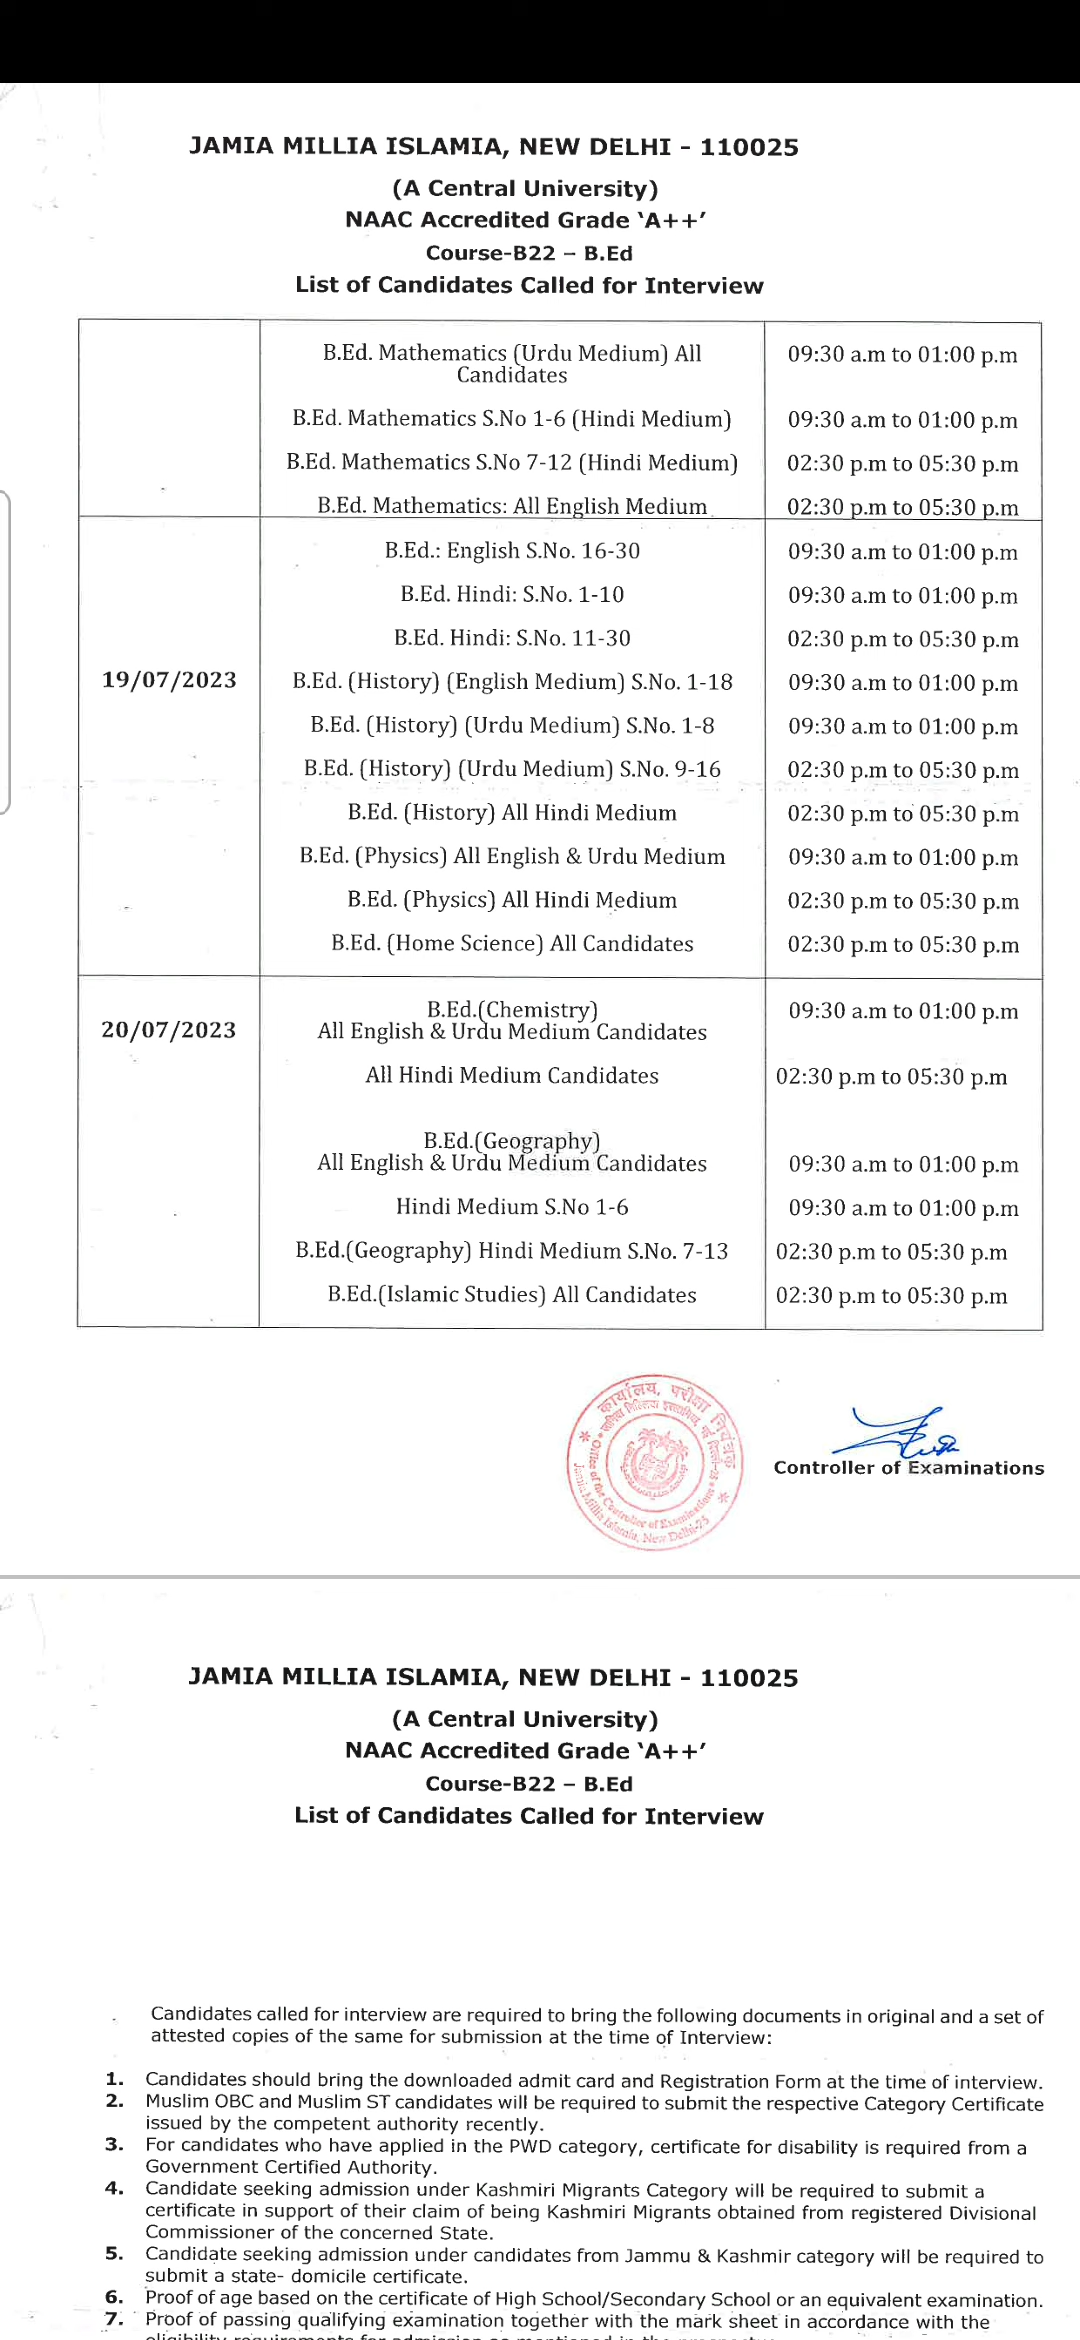 JAMIA MILLIA ISLAMIA, NEW DELHI - 110025
(A Central University)
NAAC Accredited Grade ‘A++’
Course-B22 – B.Ed
List of Candidates Called for Interview
B.Ed. Mathematics (Urdu Medium) All 09:30 a.m to 01:00 p.m
Candidates
B.Ed. Mathematics S.No 1-6 (Hindi Medium) 09:30 a.m to 01:00 p.m
B.Ed. Mathematics S.No 7-12 (Hindi Medium) 02:30 p.m to 05:30 p.m
B.Ed. Mathematics: All English Medium 02:30 p.m to 05:30 p.m
B.Ed.: English S.No. 16-30 09:30 a.m to 01:00 p.m
B.Ed. Hindi: S.No. 1-10 09:30 a.m to 01:00 p.m
B.Ed. Hindi: S.No. 11-30 02:30 p.m to 05:30 p.m
19/07/2023 B.Ed. (History) (English Medium) S.No. 1-18 09:30 a.m to 01:00 p.m
B.Ed. (History) (Urdu Medium) S.No. 1-8 09:30 a.m to 01:00 p.m
B.Ed. (History) (Urdu Medium) S.No. 9-16 02:30 p.m to 05:30 p.m
B.Ed. (History) All Hindi Medium 02:30 p.m to 05:30 p.m
B.Ed. (Physics) All English & Urdu Medium 09:30 a.m to 01:00 p.m
B.Ed. (Physics) All Hindi Medium 02:30 p.m to 05:30 p.m
B.Ed. (Home Science) All Candidates 02:30 p.m to 05:30 p.m
B.Ed.(Chemistry) 09:30 a.m to 01:00 p.m
20/07/2023 All English & Urdu Medium Candidates
All Hindi Medium Candidates 02:30 p.m to 05:30 p.m
B.Ed.(Geography)
All English & Urdu Medium Candidates 09:30 a.m to 01:00 p.m
Hindi Medium S.No 1-6 09:30 a.m to 01:00 p.m
B.Ed.(Geography) Hindi Medium S.No. 7-13 02:30 p.m to 05:30 p.m
B.Ed.(Islamic Studies) All Candidates 02:30 p.m to 05:30 p.m
कार्यालय, परीक्षा नियंत्रक
जामिया मिल्लिया इस्लामिया, नई दिल्ली-25
Office of the Controller of Examinations
Jamia Millia Islamia, New Delhi-25
Controller of Examinations
JAMIA MILLIA ISLAMIA, NEW DELHI - 110025
(A Central University)
NAAC Accredited Grade ‘A++’
Course-B22 – B.Ed
List of Candidates Called for Interview
Candidates called for interview are required to bring the following documents in original and a set of
attested copies of the same for submission at the time of Interview:
1. Candidates should bring the downloaded admit card and Registration Form at the time of interview.
2. Muslim OBC and Muslim ST candidates will be required to submit the respective Category Certificate
issued by the competent authority recently.
3. For candidates who have applied in the PWD category, certificate for disability is required from a
Government Certified Authority.
4. Candidate seeking admission under Kashmiri Migrants Category will be required to submit a
certificate in support of their claim of being Kashmiri Migrants obtained from registered Divisional
Commissioner of the concerned State.
5. Candidate seeking admission under candidates from Jammu & Kashmir category will be required to
submit a state- domicile certificate.
6. Proof of age based on the certificate of High School/Secondary School or an equivalent examination.
7. Proof of passing qualifying examination together with the mark sheet in accordance with the